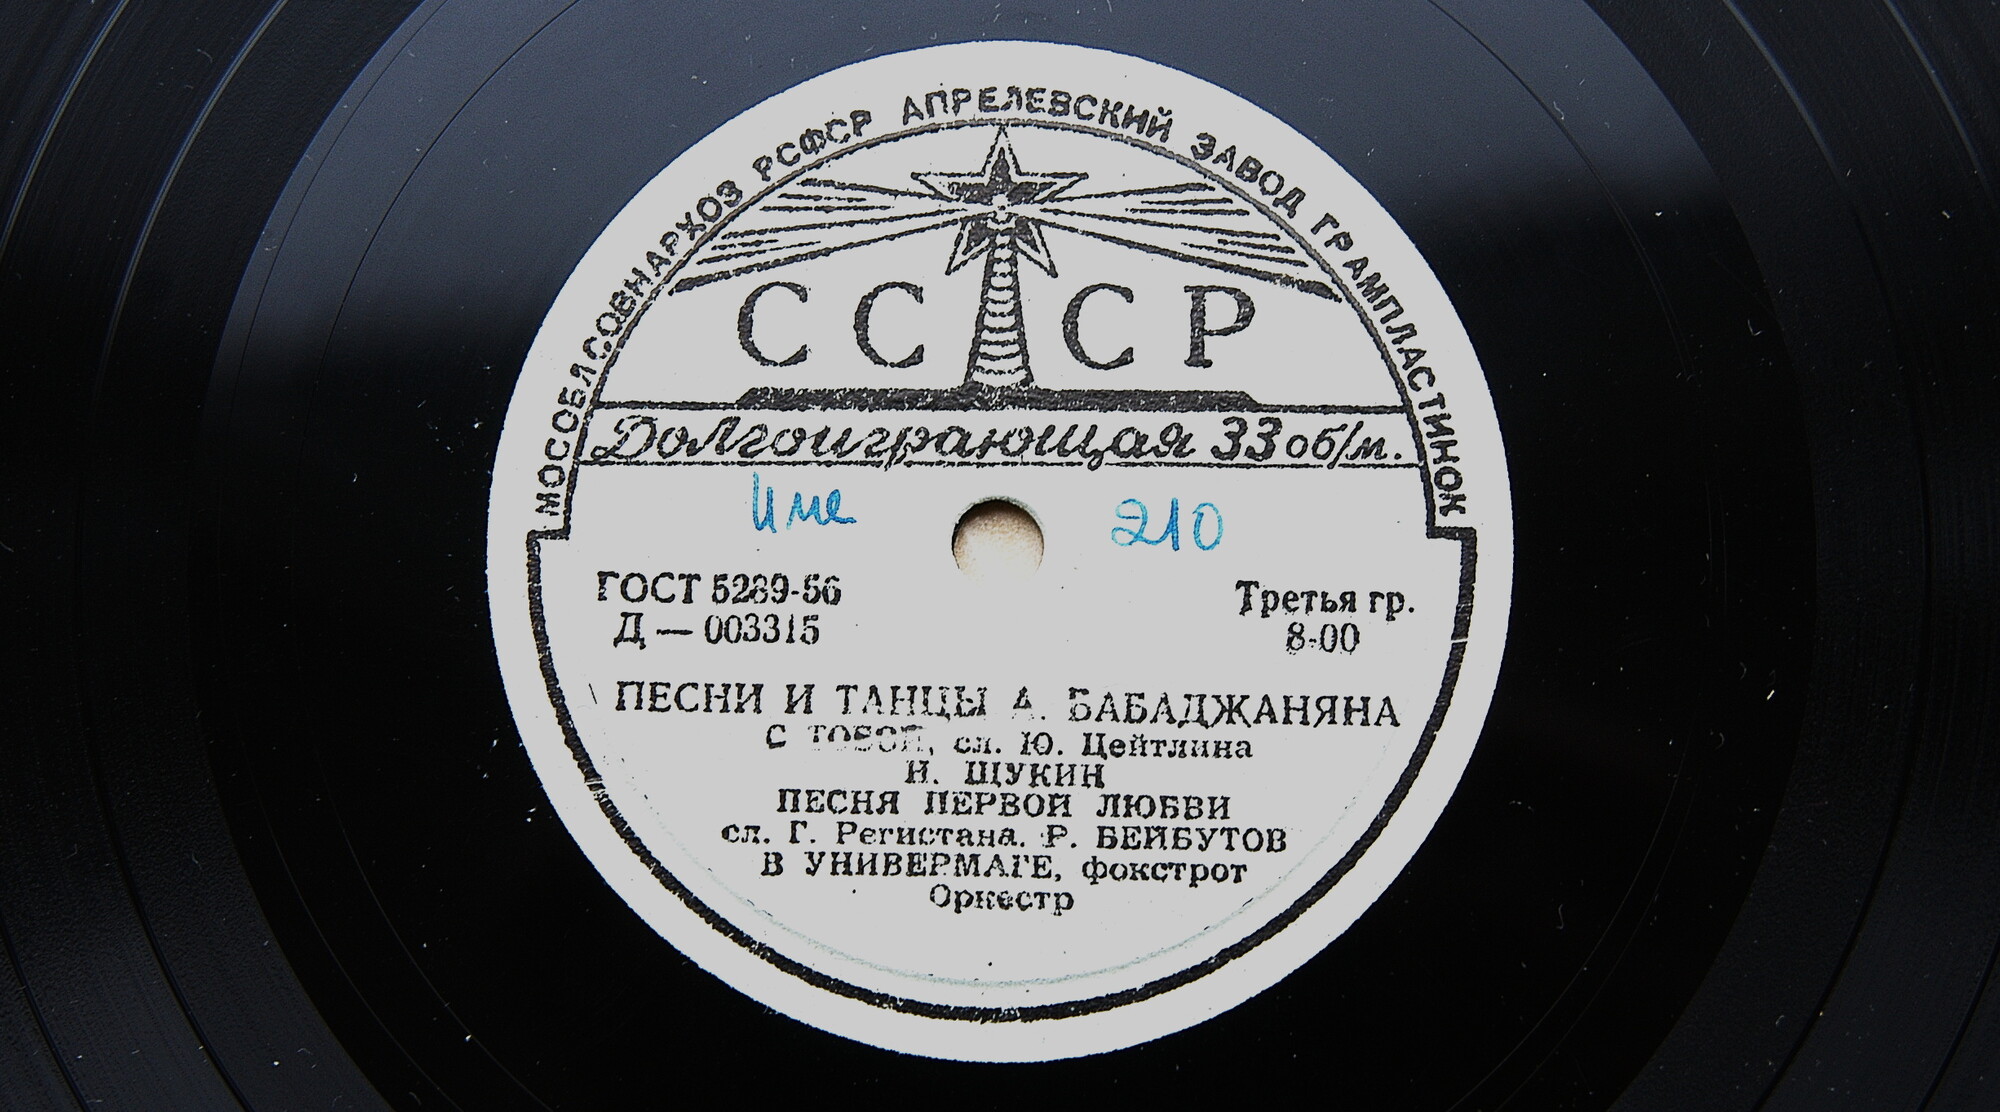 МОСОБЛСОВНАРХОЗ РСФСР АПРЕЛЕВСКИЙ ЗАВОД ГРАМПЛАСТИНОК
СССР
Долгоиграющая 33 об/м.
210
ГОСТ 5289-56
Д — 003315
Третья гр.
8-00
ПЕСНИ И ТАНЦЫ А. БАБАДЖАНЯНА
С ТОБОЙ, сл. Ю. Цейтлина
Н. ЩУКИН
ПЕСНЯ ПЕРВОЙ ЛЮБВИ
сл. Г. Регистана. Р. БЕЙБУТОВ
В УНИВЕРМАГЕ, фокстрот
Оркестр